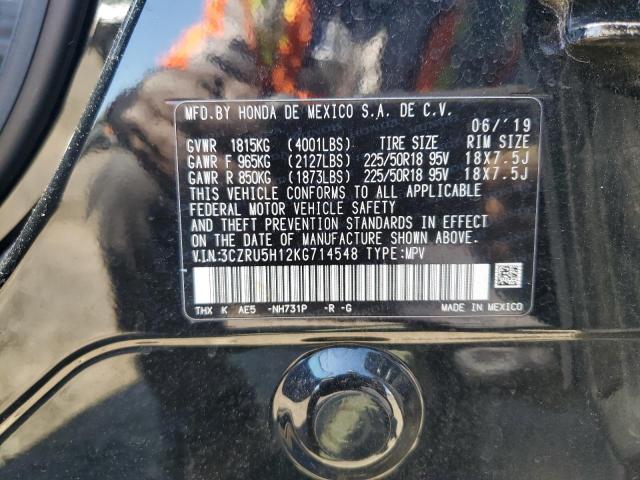 MFD.BY HONDA DE MEXICO S.A. DE C.V.
06/'19
GVWR 1815KG (4001LBS) TIRE SIZE RIM SIZE
GAWR F 965KG (2127LBS) 225/50R18 95V 18X7.5J
GAWR R 850KG (1873LBS) 225/50R18 95V 18X7.5J
THIS VEHICLE CONFORMS TO ALL APPLICABLE
FEDERAL MOTOR VEHICLE SAFETY
AND THEFT PREVENTION STANDARDS IN EFFECT
ON THE DATE OF MANUFACTURE SHOWN ABOVE.
V.I.N:3CZRU5H12KG714548 TYPE:MPV
THX K AE5 -NH731P -R -G MADE IN MEXICO